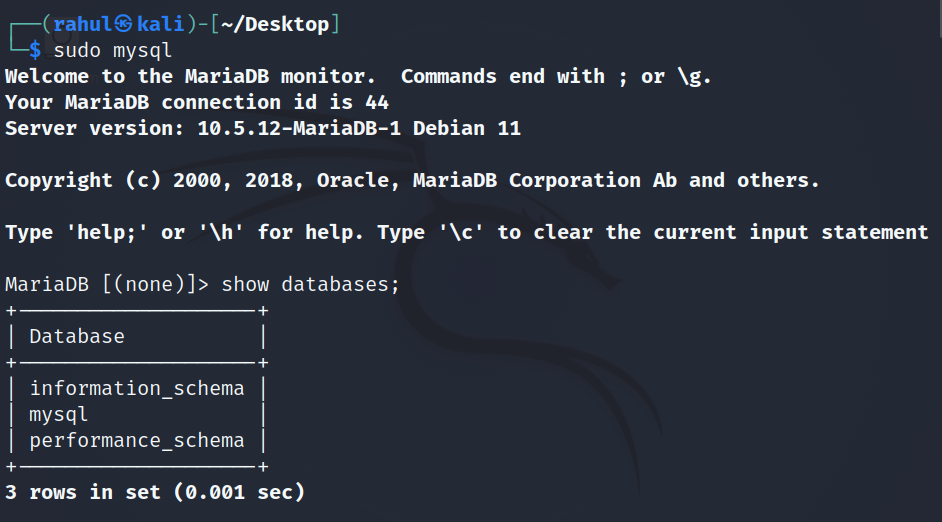 ┌──(rahul㉿kali)-[~/Desktop]
└─$ sudo mysql
Welcome to the MariaDB monitor.  Commands end with ; or \g.
Your MariaDB connection id is 44
Server version: 10.5.12-MariaDB-1 Debian 11
Copyright (c) 2000, 2018, Oracle, MariaDB Corporation Ab and others.
Type 'help;' or '\h' for help. Type '\c' to clear the current input statement
MariaDB [(none)]> show databases;
+--------------------+
| Database           |
+--------------------+
| information_schema |
| mysql              |
| performance_schema |
+--------------------+
3 rows in set (0.001 sec)